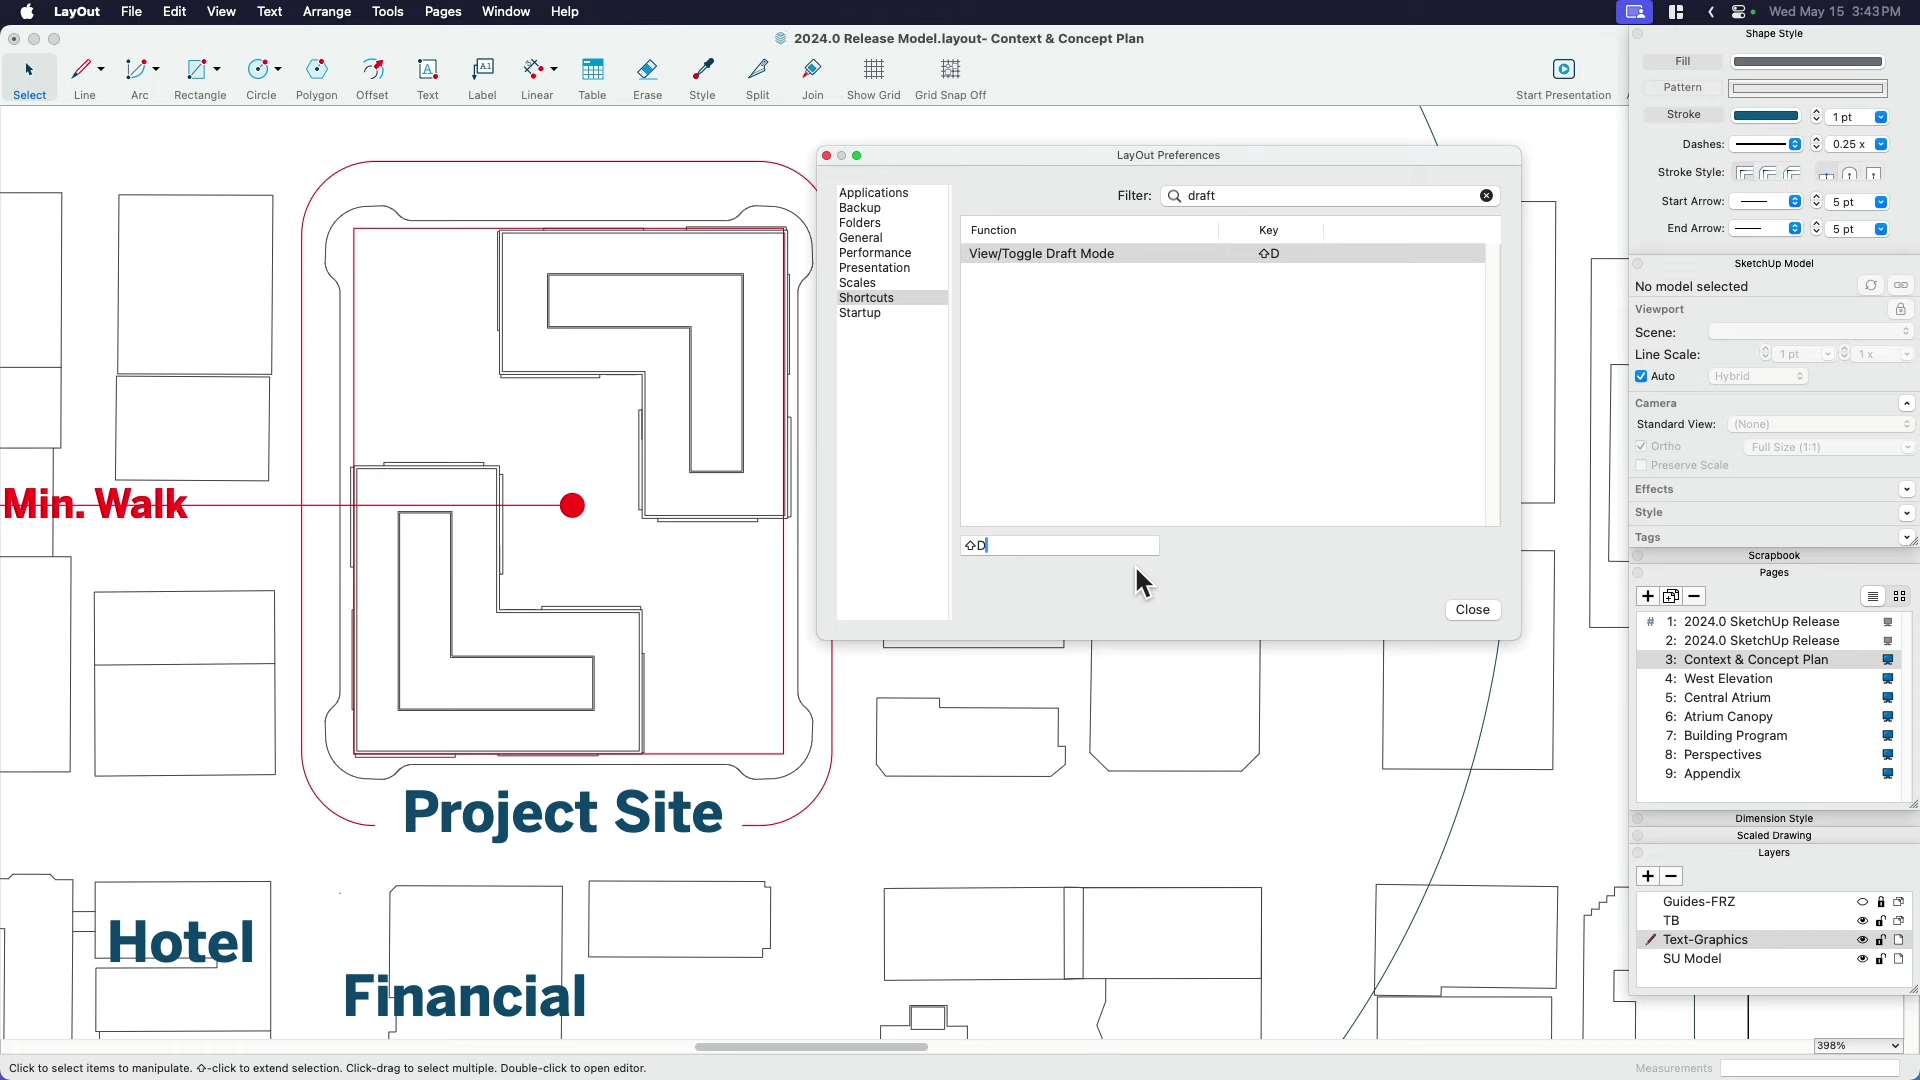 LayOut File Edit View Text Arrange Tools Pages Window Help Wed May 15 3:43PM
2024.0 Release Model.layout- Context & Concept Plan
Select Line Arc Rectangle Circle Polygon Offset Text Label Linear Table Erase Style Split Join Show Grid Grid Snap Off Start Presentation
LayOut Preferences
Applications
Backup
Folders
General
Performance
Presentation
Scales
Shortcuts
Startup
Filter: draft
Function Key
View/Toggle Draft Mode ⇧D
⇧D
Close
Min. Walk
Project Site
Hotel
Financial
Shape Style
Fill
Pattern
Stroke 1 pt
Dashes: 0.25 x
Stroke Style:
Start Arrow: 5 pt
End Arrow: 5 pt
SketchUp Model
No model selected
Viewport
Scene:
Line Scale: 1 pt 1 x
Auto Hybrid
Camera
Standard View: (None)
Ortho Full Size (1:1)
Preserve Scale
Effects
Style
Tags
Scrapbook
Pages
# 1: 2024.0 SketchUp Release
2: 2024.0 SketchUp Release
3: Context & Concept Plan
4: West Elevation
5: Central Atrium
6: Atrium Canopy
7: Building Program
8: Perspectives
9: Appendix
Dimension Style
Scaled Drawing
Layers
Guides-FRZ
TB
Text-Graphics
SU Model
398%
Click to select items to manipulate. ⇧-click to extend selection. Click-drag to select multiple. Double-click to open editor.
Measurements